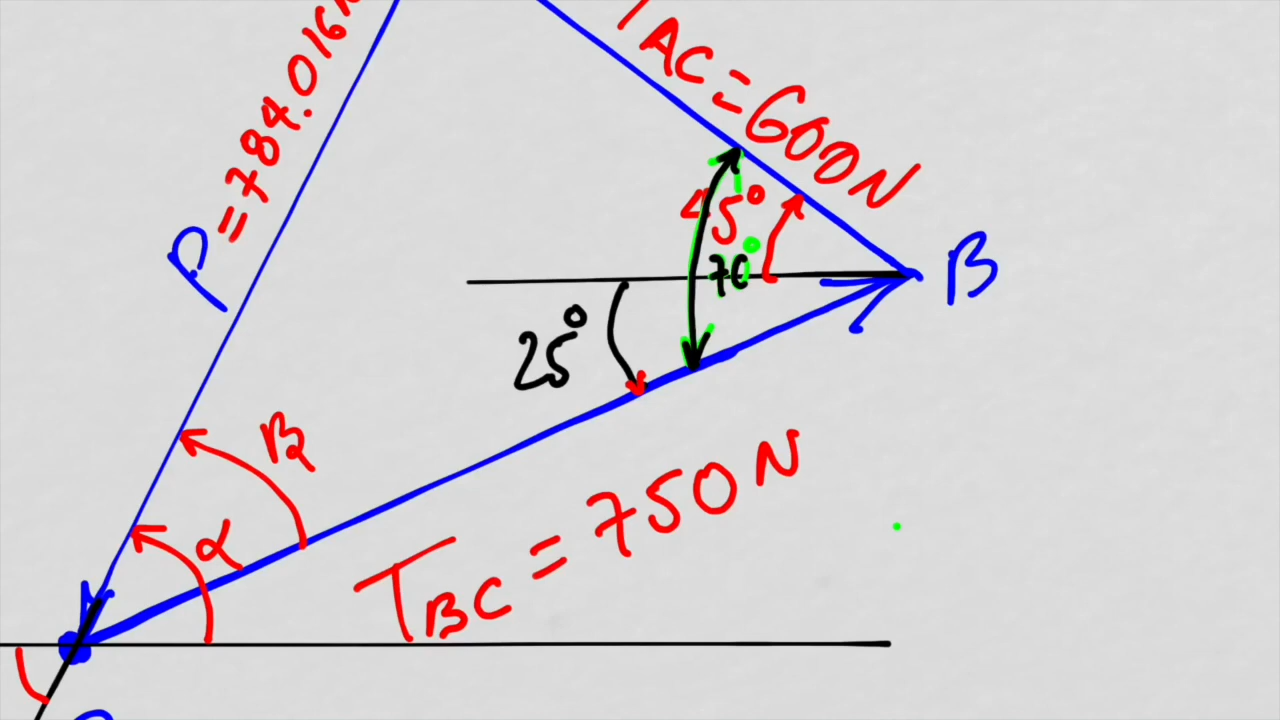 P = 784.016
TAC = 600N
45°
70°
B
25°
β
α
TBC = 750N